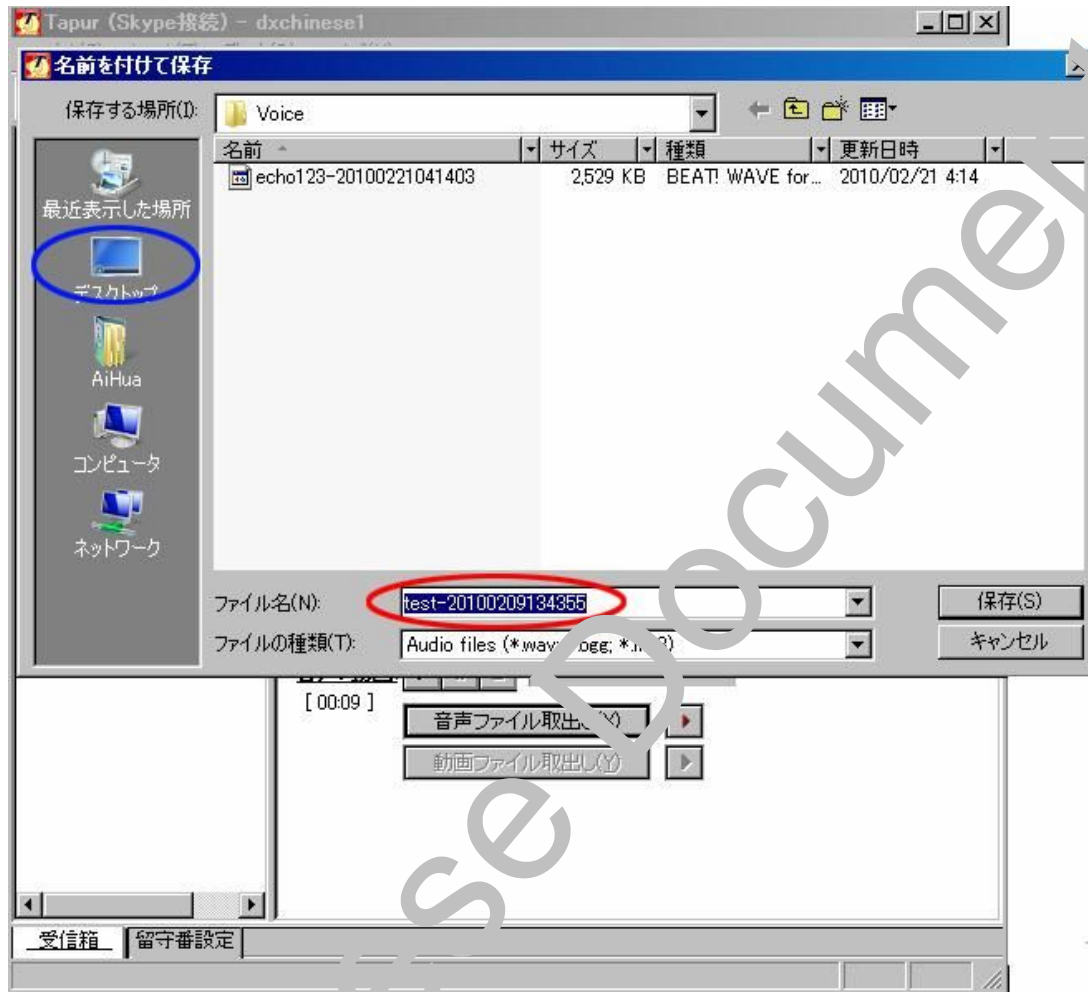 Tapur (Skype接続) - dxchinese1
名前を付けて保存
保存する場所(I):
Voice
名前 サイズ 種類 更新日時
echo123-20100221041403 2,529 KB BEAT! WAVE for... 2010/02/21 4:14
最近表示した場所
デスクトップ
AiHua
コンピュータ
ネットワーク
ファイル名(N): test-20100209134355 保存(S)
ファイルの種類(T): Audio files (*.wav; *.ogg; キャンセル
[ 00:09 ]
音声ファイル取出し
動画ファイル取出し(Y)
受信箱 留守番設定
se Docume